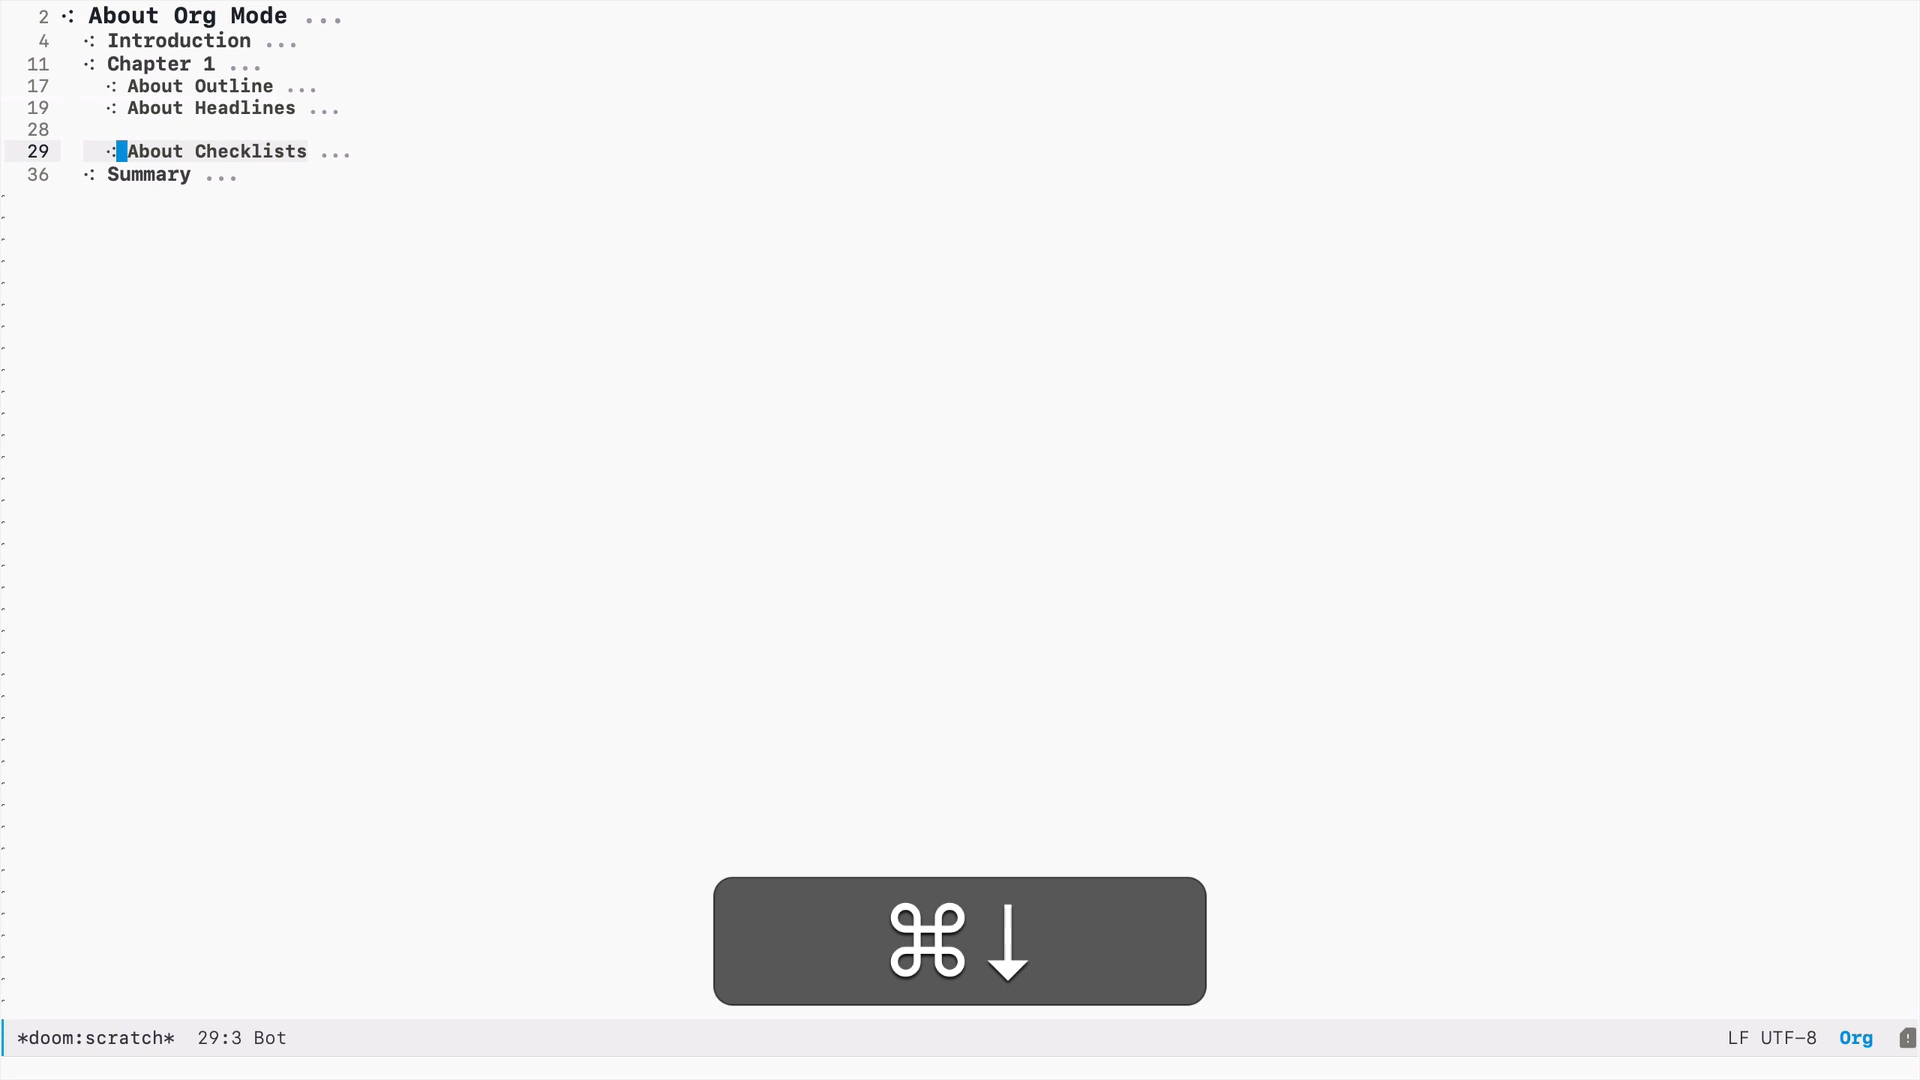 2 ⁖ About Org Mode ...
4 ⁖ Introduction ...
11 ⁖ Chapter 1 ...
17 ⁖ About Outline ...
19 ⁖ About Headlines ...
28
29 ⁖ About Checklists ...
36 ⁖ Summary ...
⌘↓
*doom:scratch* 29:3 Bot LF UTF-8 Org